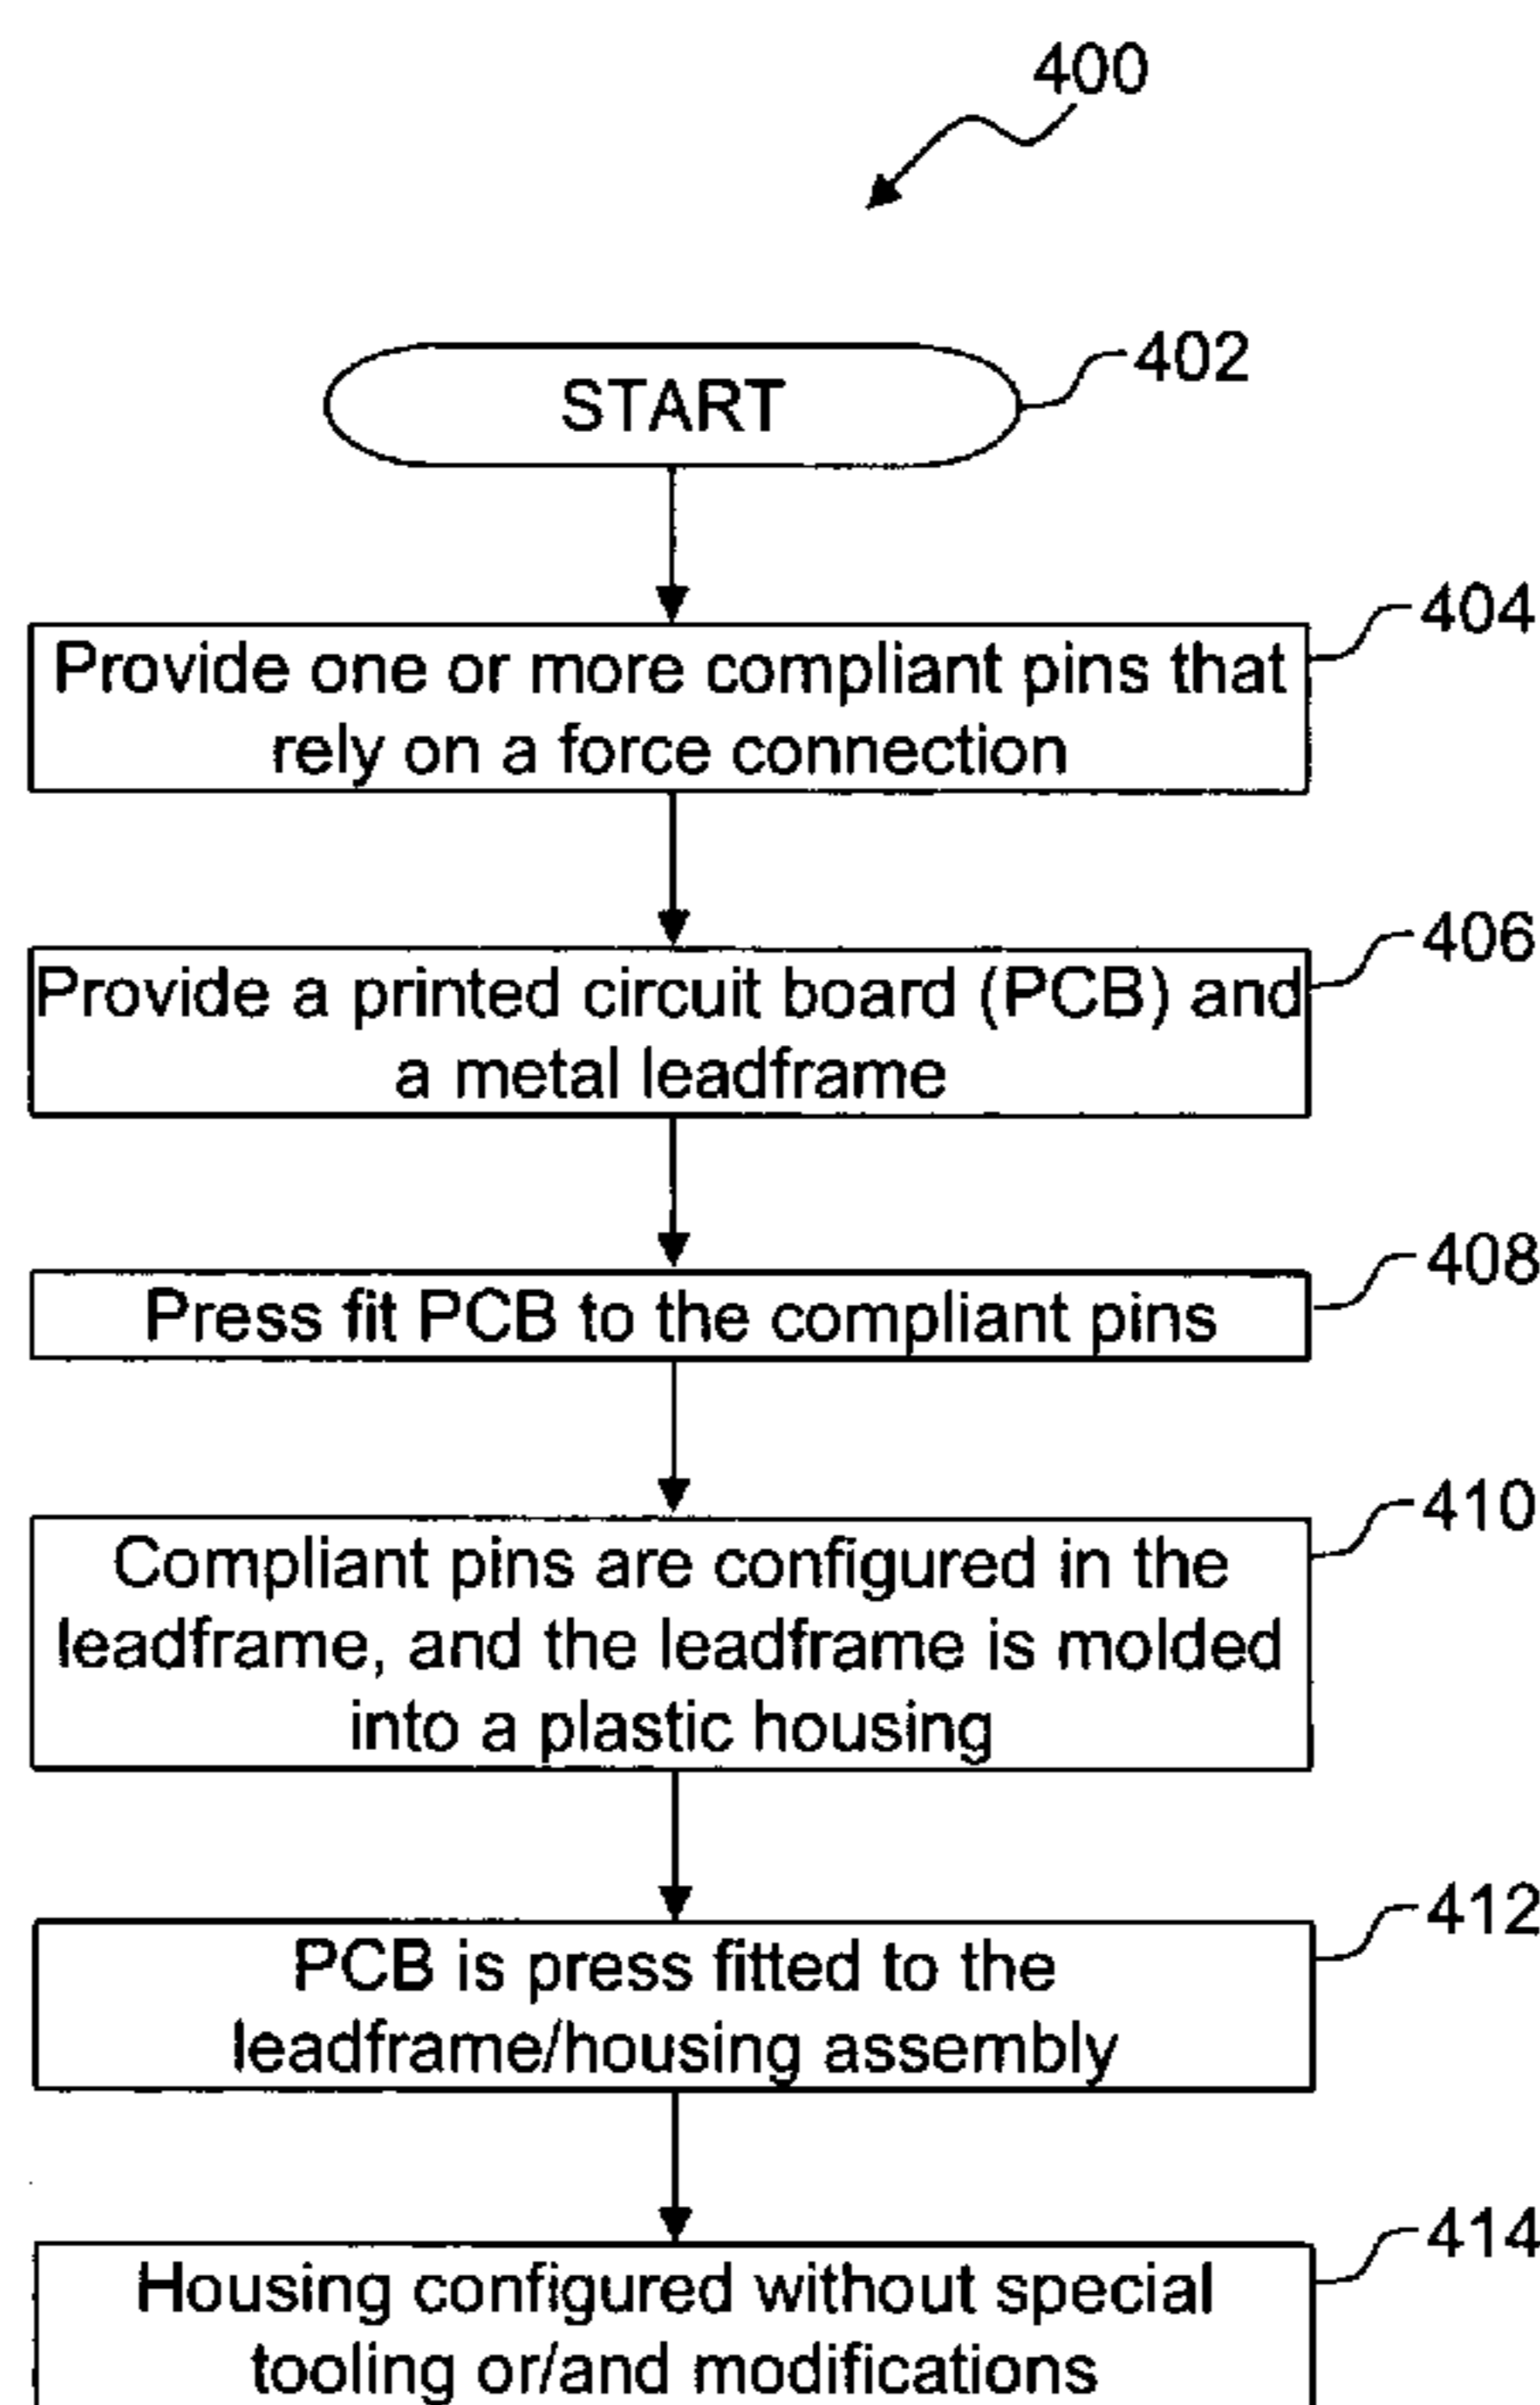 400
START
402
Provide one or more compliant pins that
rely on a force connection
404
Provide a printed circuit board (PCB) and
a metal leadframe
406
Press fit PCB to the compliant pins
408
Compliant pins are configured in the
leadframe, and the leadframe is molded
into a plastic housing
410
PCB is press fitted to the
leadframe/housing assembly
412
Housing configured without special
tooling or/and modifications
414